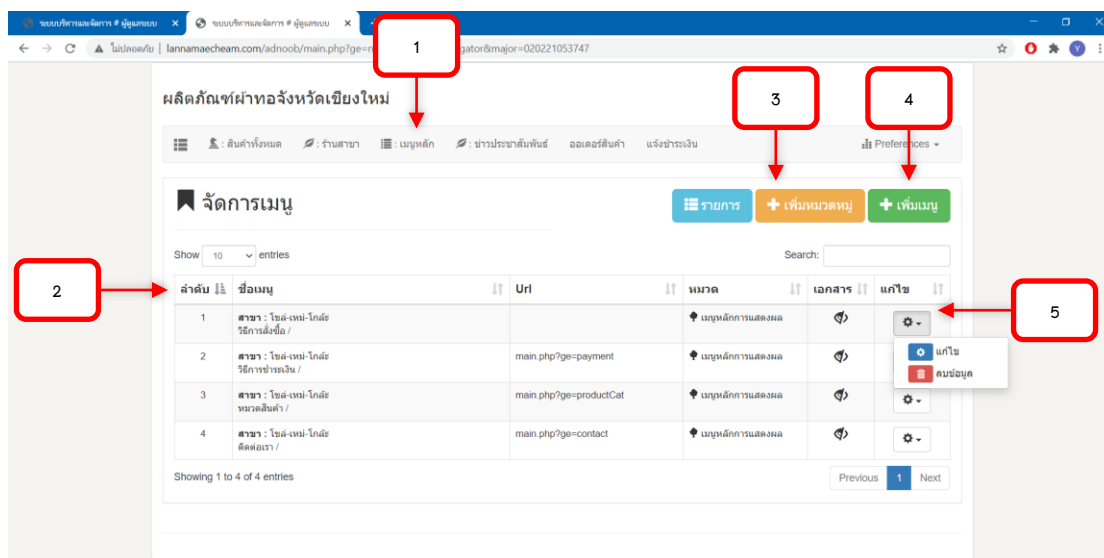 ระบบบริหารและจัดการ # ผู้ดูแลระบบ
ระบบบริหารและจัดการ # ผู้ดูแลระบบ
ไม่ปลอดภัย | lannamaecheam.com/adnoob/main.php?ge=n gator&major=020221053747
1
ผลิตภัณฑ์ผ้าทอจังหวัดเชียงใหม่
3
4
: สินค้าทั้งหมด : ร้านสาขา : เมนูหลัก : ข่าวประชาสัมพันธ์ ออเดอร์สินค้า แจ้งชำระเงิน Preferences
จัดการเมนู รายการ เพิ่มหมวดหมู่ เพิ่มเมนู
Show 10 entries Search:
2
ลำดับ ชื่อเมนู Url หมวด เอกสาร แก้ไข
5
1 สาขา : โขล่-เหม่-โกล๊ะ เมนูหลักการแสดงผล
วิธีการสั่งซื้อ /
แก้ไข
2 สาขา : โขล่-เหม่-โกล๊ะ main.php?ge=payment เมนูหลักการแสดงผล
วิธีการชำระเงิน /
ลบข้อมูล
3 สาขา : โขล่-เหม่-โกล๊ะ main.php?ge=productCat เมนูหลักการแสดงผล
หมวดสินค้า /
4 สาขา : โขล่-เหม่-โกล๊ะ main.php?ge=contact เมนูหลักการแสดงผล
ติดต่อเรา /
Showing 1 to 4 of 4 entries Previous 1 Next